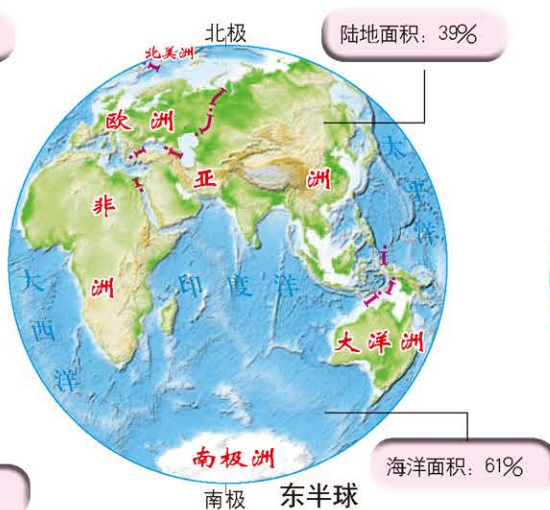 北极
陆地面积：39%
北美洲
欧洲
亚洲
非洲
太平洋
大西洋
印度洋
大洋洲
南极洲
海洋面积：61%
南极
东半球